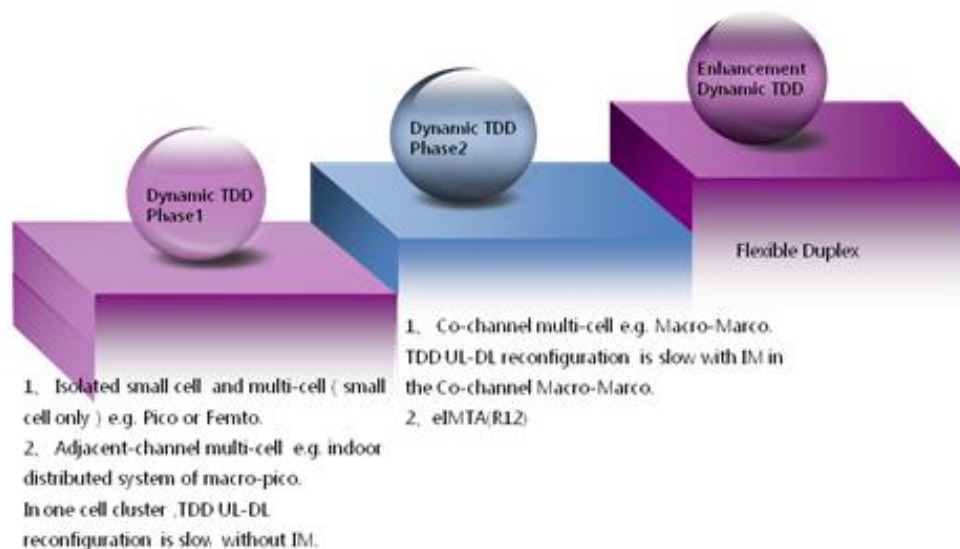 Dynamic TDD
Phase1
1、 Isolated small cell and multi-cell ( small
cell only ) e.g. Pico or Femto.
2、 Adjacent-channel multi-cell e.g. indoor
distributed system of macro-pico.
In one cell cluster ,TDD UL-DL
reconfiguration is slow without IM.
Dynamic TDD
Phase2
1、 Co-channel multi-cell e.g. Macro-Marco.
TDD UL-DL reconfiguration is slow with IM in
the Co-channel Macro-Marco.
2、 eIMTA(R12)
Enhancement
Dynamic TDD
Flexible Duplex